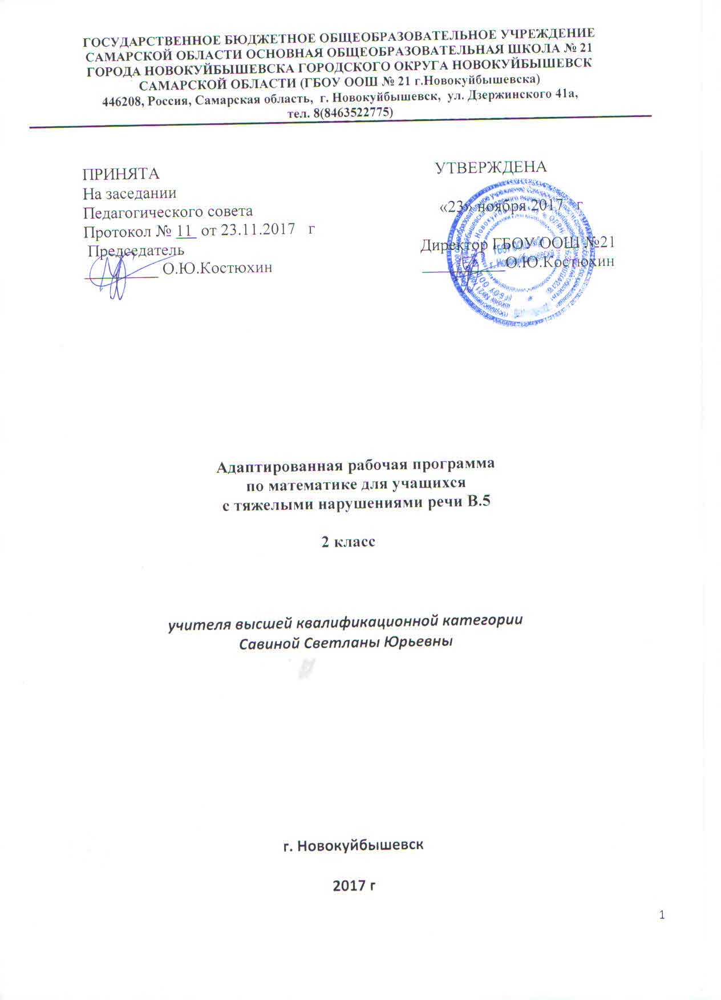 ГОСУДАРСТВЕННОЕ БЮДЖЕТНОЕ ОБЩЕОБРАЗОВАТЕЛЬНОЕ УЧРЕЖДЕНИЕ
САМАРСКОЙ ОБЛАСТИ ОСНОВНАЯ ОБЩЕОБРАЗОВАТЕЛЬНАЯ ШКОЛА № 21
ГОРОДА НОВОКУЙБЫШЕВСКА ГОРОДСКОГО ОКРУГА НОВОКУЙБЫШЕВСК
САМАРСКОЙ ОБЛАСТИ (ГБОУ ООШ № 21 г.Новокуйбышевска)
446208, Россия, Самарская область, г. Новокуйбышевск, ул. Дзержинского 41а,
тел. 8(8463522775)
ПРИНЯТА
На заседании
Педагогического совета
Протокол № 11 от 23.11.2017 г
Председатель
О.Ю.Костюхин
УТВЕРЖДЕНА
«23» ноября 2017 г
Директор ГБОУ ООШ №21
О.Ю.Костюхин
ГБОУ ООШ №21
г. Новокуйбышевска
Адаптированная рабочая программа
по математике для учащихся
с тяжелыми нарушениями речи В.5
2 класс
учителя высшей квалификационной категории
Савиной Светланы Юрьевны
г. Новокуйбышевск
2017 г
1